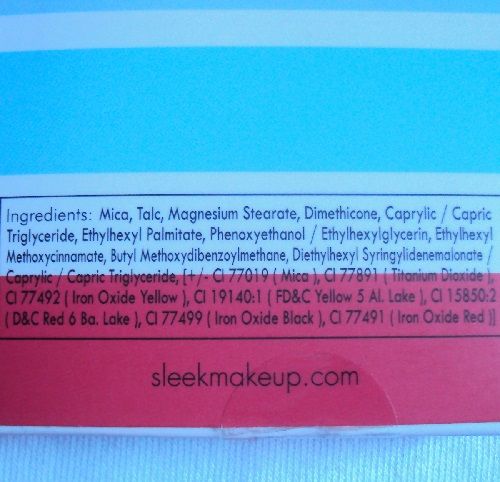 Ingredients: Mica, Talc, Magnesium Stearate, Dimethicone, Caprylic / Capric
Triglyceride, Ethylhexyl Palmitate, Phenoxyethanol / Ethylhexylglycerin, Ethylhexyl
Methoxycinnamate, Butyl Methoxydibenzoylmethane, Diethylhexyl Syringylidenemalonate /
Caprylic / Capric Triglyceride, [+/- CI 77019 ( Mica ), CI 77891 ( Titanium Dioxide ),
CI 77492 ( Iron Oxide Yellow ), CI 19140:1 ( FD&C Yellow 5 Al. Lake ), CI 15850:2
( D&C Red 6 Ba. Lake ), CI 77499 ( Iron Oxide Black ), CI 77491 ( Iron Oxide Red )]
sleekmakeup.com